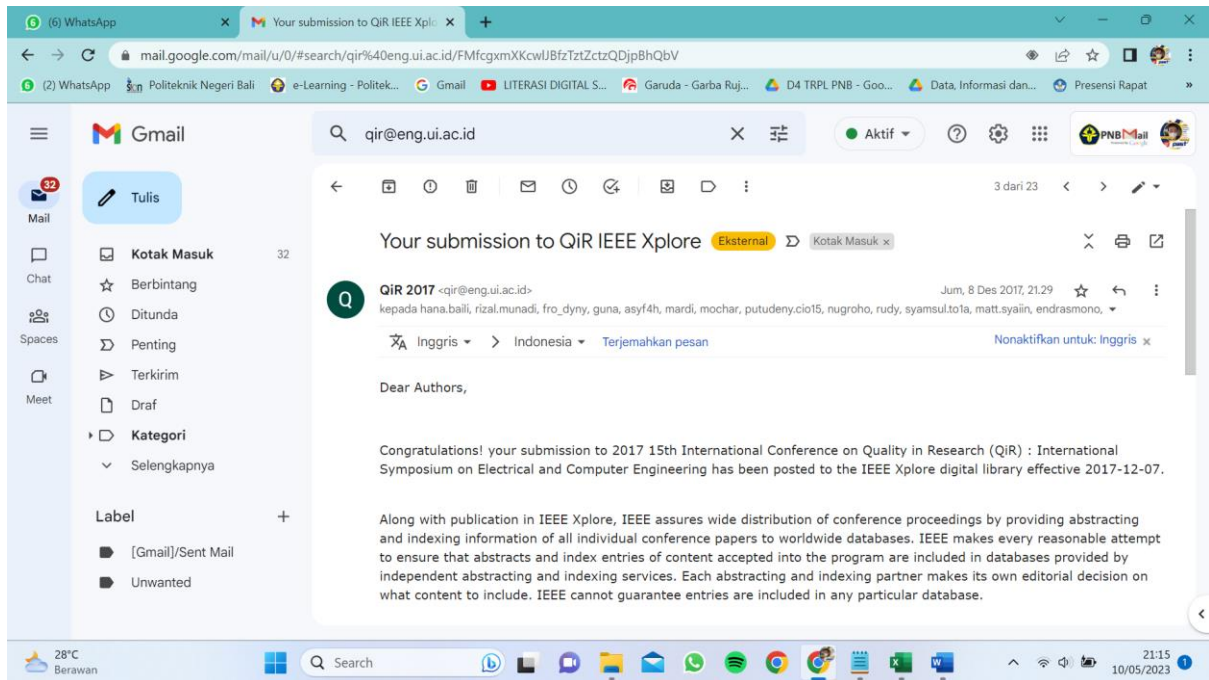 (6) WhatsApp
Your submission to QiR IEEE Xplo
mail.google.com/mail/u/0/#search/qir%40eng.ui.ac.id/FMfcgxmXKcwlJBfzTztZctzQDjpBhQbV
(2) WhatsApp Politeknik Negeri Bali e-Learning - Politek... Gmail LITERASI DIGITAL S... Garuda - Garba Ruj... D4 TRPL PNB - Goo... Data, Informasi dan... Presensi Rapat »
Gmail
qir@eng.ui.ac.id
Aktif
PNBMail
32
Mail
Chat
Spaces
Meet
Tulis
Kotak Masuk 32
Berbintang
Ditunda
Penting
Terkirim
Draf
Kategori
Selengkapnya
Label +
[Gmail]/Sent Mail
Unwanted
3 dari 23
Your submission to QiR IEEE Xplore Eksternal Kotak Masuk x
Q
QiR 2017 <qir@eng.ui.ac.id> Jum, 8 Des 2017, 21.29
kepada hana.baili, rizal.munadi, fro_dyny, guna, asyf4h, mardi, mochar, putudeny.cio15, nugroho, rudy, syamsul.to1a, matt.syaiin, endrasmono,
Inggris > Indonesia Terjemahkan pesan Nonaktifkan untuk: Inggris x
Dear Authors,
Congratulations! your submission to 2017 15th International Conference on Quality in Research (QiR) : International
Symposium on Electrical and Computer Engineering has been posted to the IEEE Xplore digital library effective 2017-12-07.
Along with publication in IEEE Xplore, IEEE assures wide distribution of conference proceedings by providing abstracting
and indexing information of all individual conference papers to worldwide databases. IEEE makes every reasonable attempt
to ensure that abstracts and index entries of content accepted into the program are included in databases provided by
independent abstracting and indexing services. Each abstracting and indexing partner makes its own editorial decision on
what content to include. IEEE cannot guarantee entries are included in any particular database.
28°C
Berawan
Search
21:15
10/05/2023
1